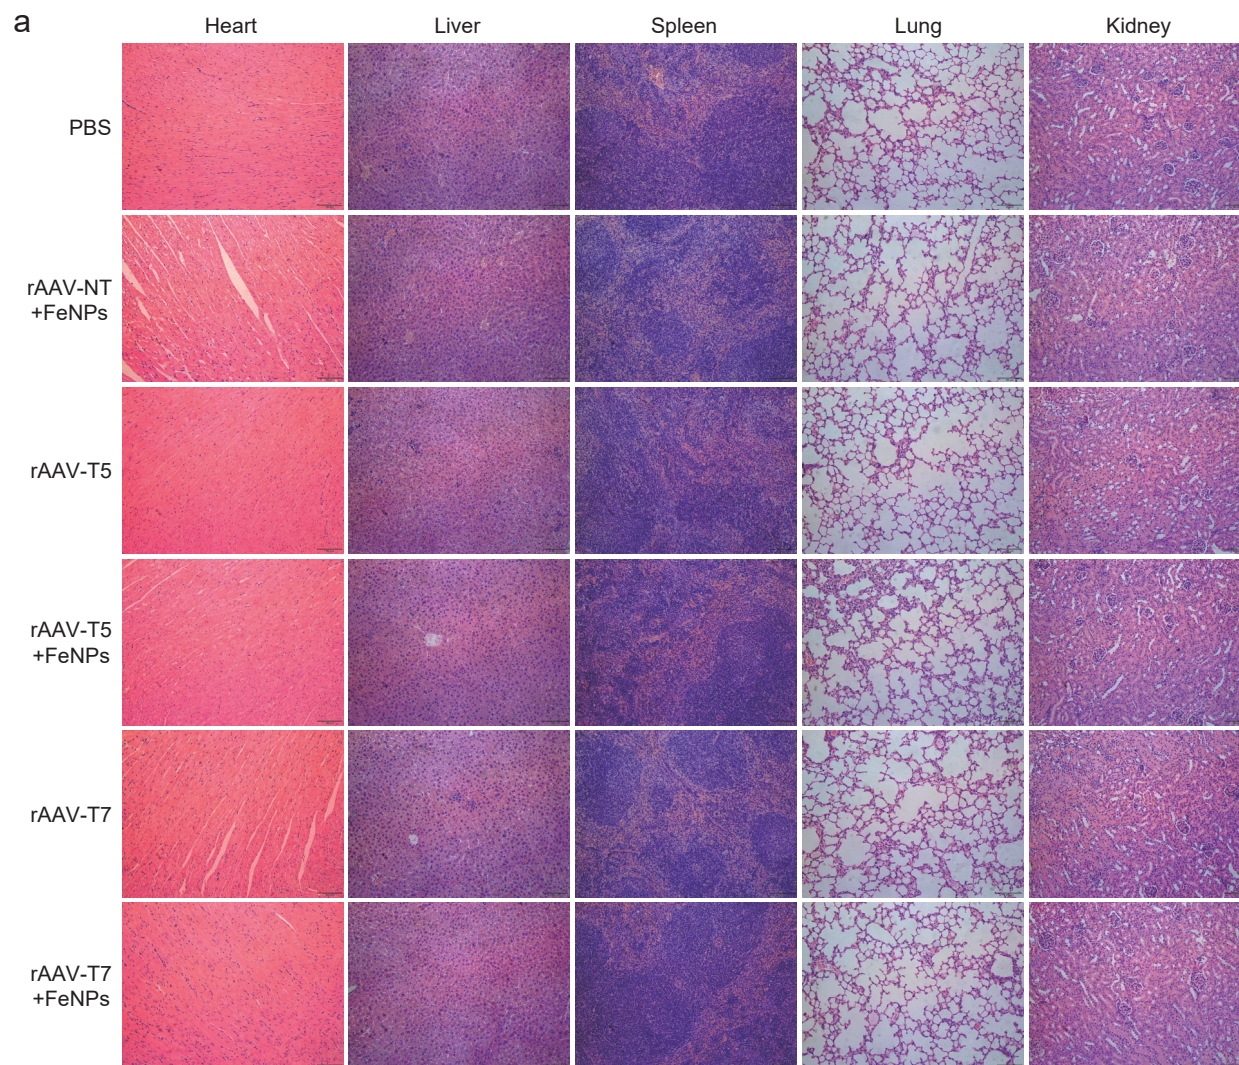 a
Heart Liver Spleen Lung Kidney
PBS
rAAV-NT
+FeNPs
rAAV-T5
rAAV-T5
+FeNPs
rAAV-T7
rAAV-T7
+FeNPs